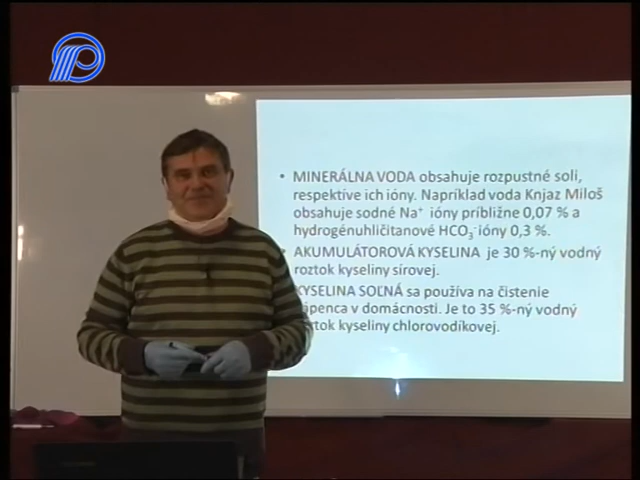 P
• MINERÁLNA VODA obsahuje rozpustné soli,
respektíve ich ióny. Napríklad voda Knjaz Miloš
obsahuje sodné Na⁺ ióny príbližne 0,07 % a
hydrogénuhličitanové HCO₃⁻ ióny 0,3 %.
• AKUMULÁTOROVÁ KYSELINA je 30 %-ný vodný
roztok kyseliny sírovej.
KYSELINA SOĽNÁ sa používa na čistenie
vápenca v domácnosti. Je to 35 %-ný vodný
roztok kyseliny chlorovodíkovej.